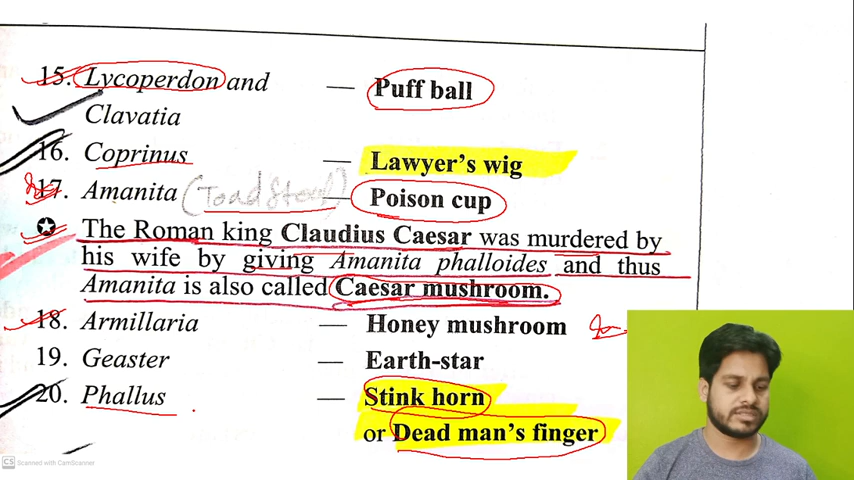 15. Lycoperdon and — Puff ball
Clavatia
16. Coprinus — Lawyer's wig
17. Amanita (Toad Stool) — Poison cup
The Roman king Claudius Caesar was murdered by
his wife by giving Amanita phalloides and thus
Amanita is also called Caesar mushroom.
18. Armillaria — Honey mushroom
19. Geaster — Earth-star
20. Phallus — Stink horn
or Dead man's finger
CS Scanned with CamScanner